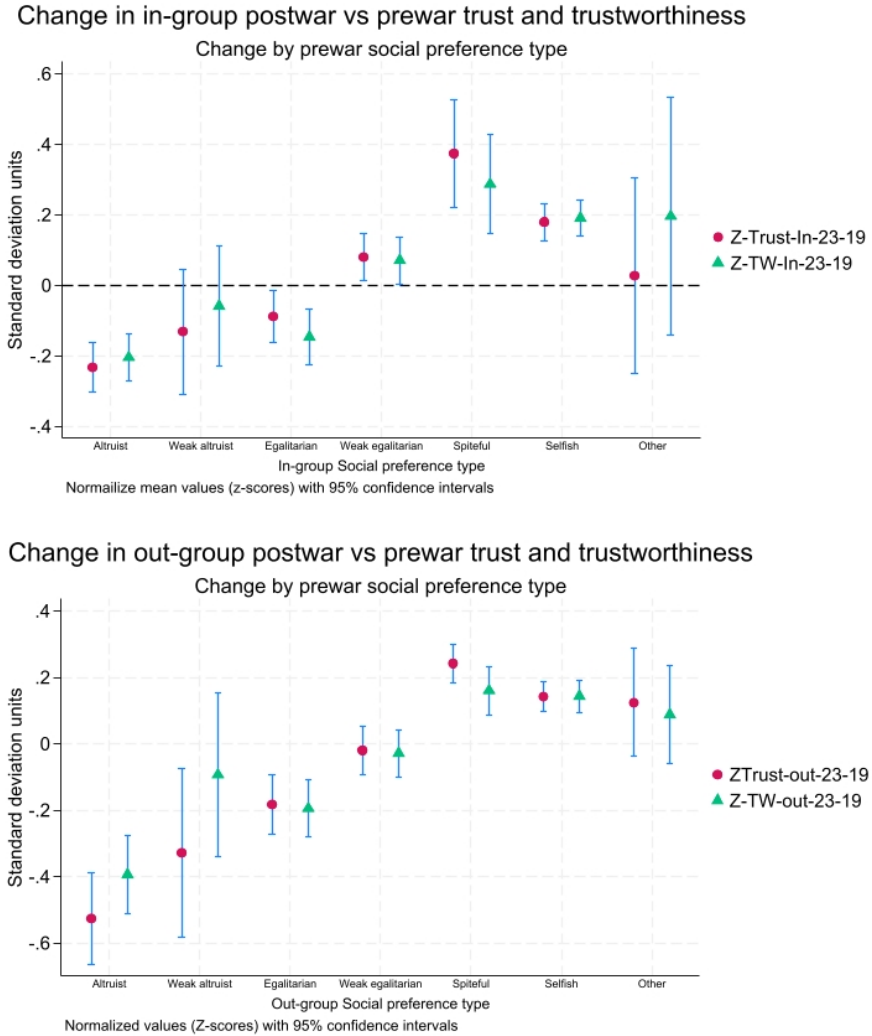 Change in in-group postwar vs prewar trust and trustworthiness
Change by prewar social preference type
Standard deviation units
.6
.4
.2
0
-.2
-.4
Altruist Weak altruist Egalitarian Weak egalitarian Spiteful Selfish Other
In-group Social preference type
Normailize mean values (z-scores) with 95% confidence intervals
Z-Trust-In-23-19
Z-TW-In-23-19
Change in out-group postwar vs prewar trust and trustworthiness
Change by prewar social preference type
Standard deviation units
.4
.2
0
-.2
-.4
-.6
Altruist Weak altruist Egalitarian Weak egalitarian Spiteful Selfish Other
Out-group Social preference type
Normalized values (Z-scores) with 95% confidence intervals
ZTrust-out-23-19
Z-TW-out-23-19